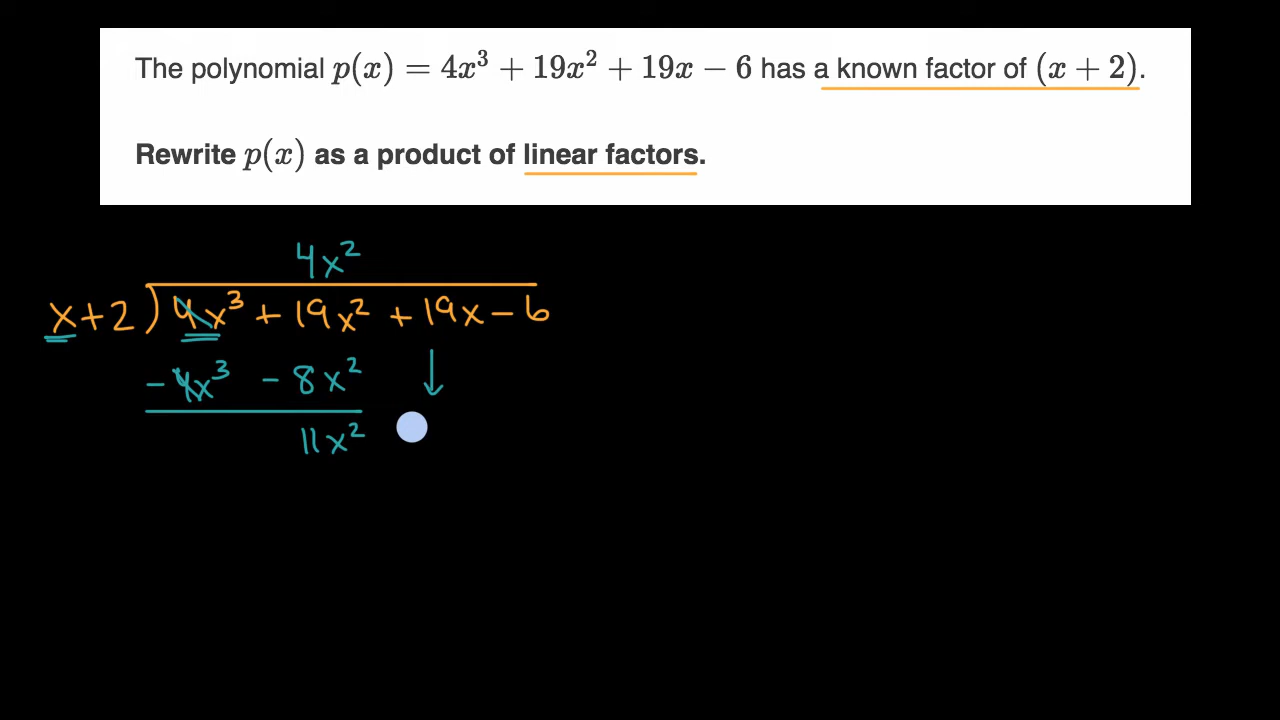 The polynomial p(x) = 4x³ + 19x² + 19x − 6 has a known factor of (x + 2).
Rewrite p(x) as a product of linear factors.
4x²
x+2)4x³ + 19x² + 19x − 6
−4x³ − 8x² ↓
11x²